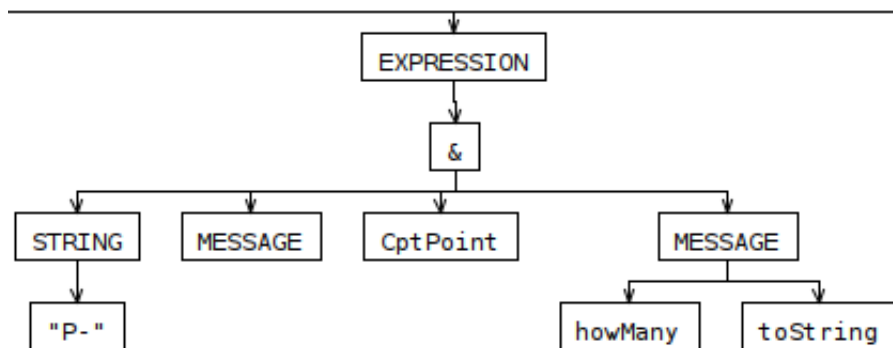 EXPRESSION
&
STRING MESSAGE CptPoint MESSAGE
"P-" howMany toString